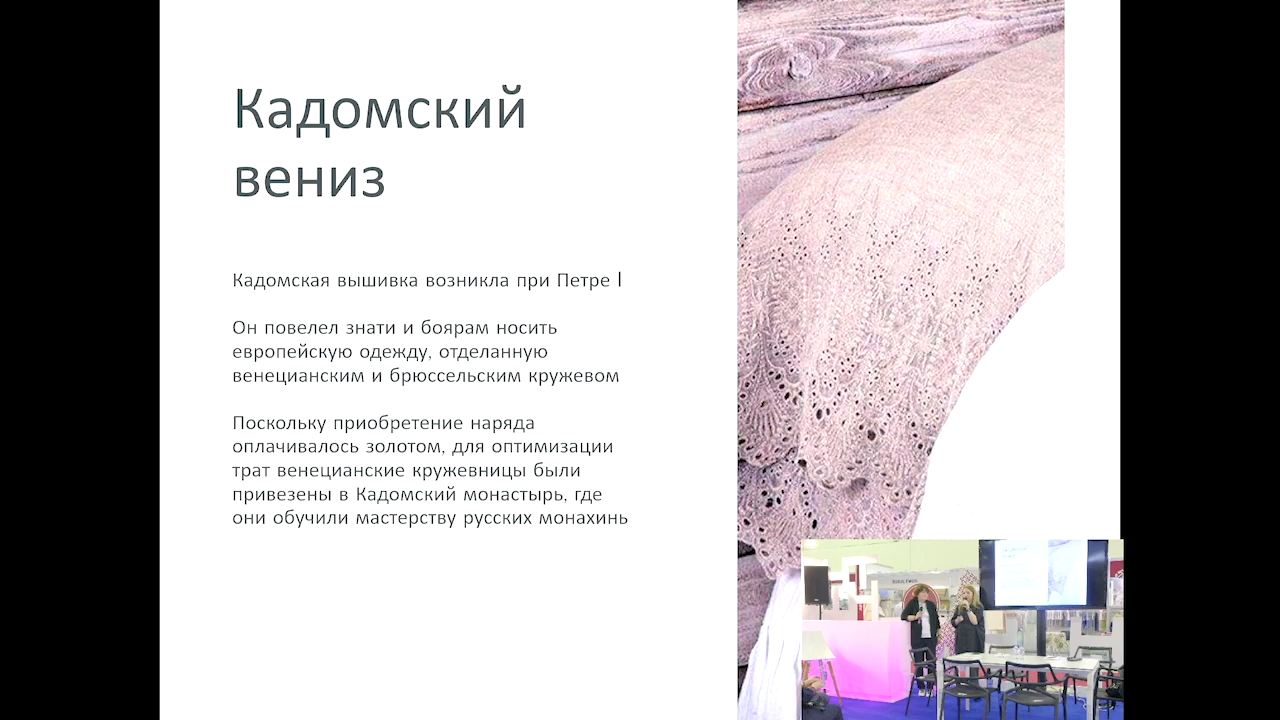 Кадомский
вениз
Кадомская вышивка возникла при Петре I
Он повелел знати и боярам носить
европейскую одежду, отделанную
венецианским и брюссельским кружевом
Поскольку приобретение наряда
оплачивалось золотом, для оптимизации
трат венецианские кружевницы были
привезены в Кадомский монастырь, где
они обучили мастерству русских монахинь